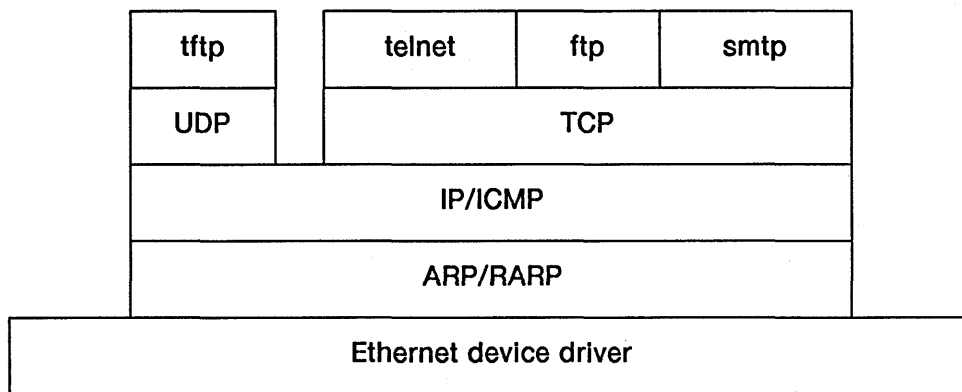 tftp telnet ftp smtp
UDP TCP
IP/ICMP
ARP/RARP
Ethernet device driver